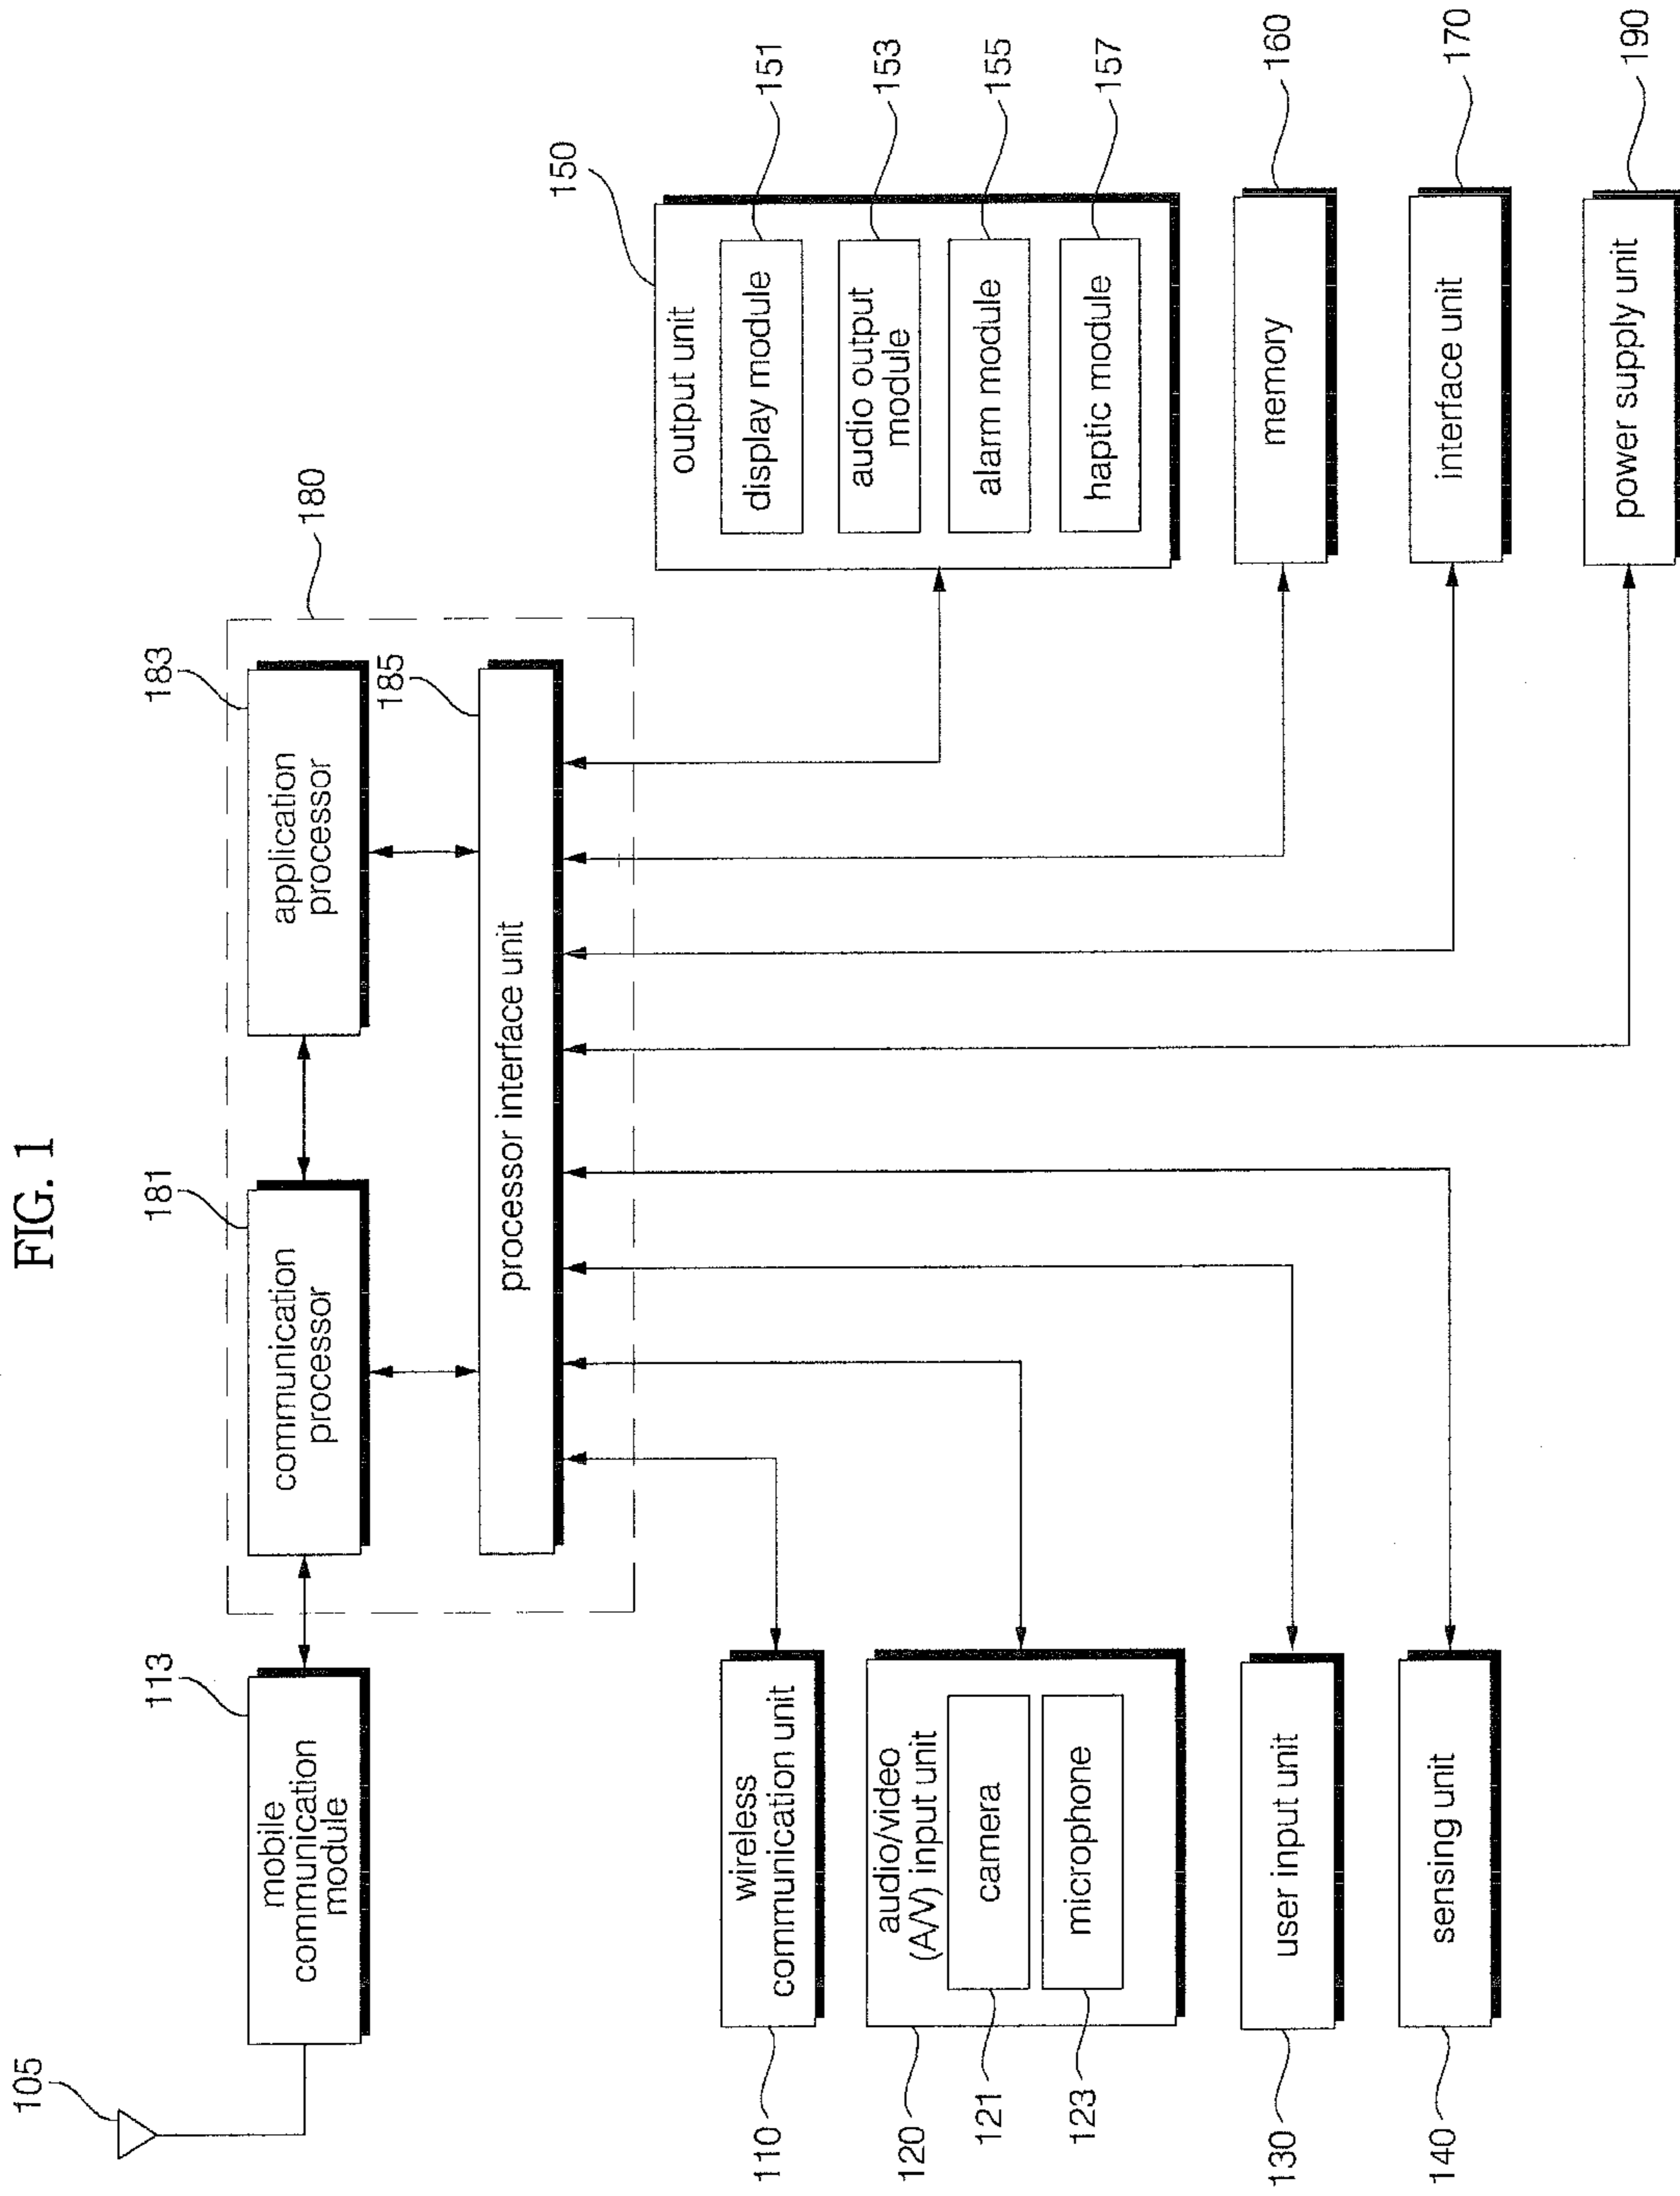 FIG. 1
105
113
mobile
communication
module
180
181
communication
processor
183
application
processor
185
processor interface unit
110
wireless
communication unit
120
audio/video
(A/V) input unit
121
camera
123
microphone
130
user input unit
140
sensing unit
150
output unit
display module
151
audio output
module
153
alarm module
155
haptic module
157
memory
160
interface unit
170
power supply unit
190